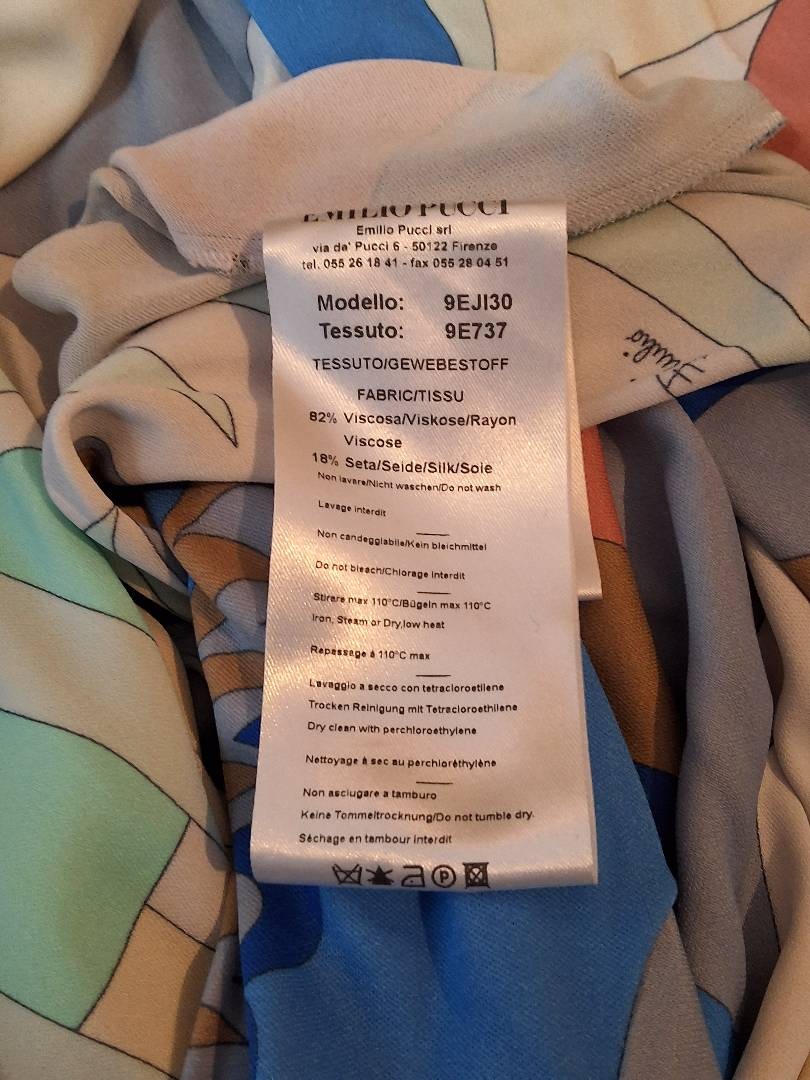 EMILIO PUCCI
Emilio Pucci srl
via de' Pucci 6 - 50122 Firenze
tel. 055 26 18 41 - fax 055 28 04 51
Modello: 9EJI30
Tessuto: 9E737
TESSUTO/GEWEBESTOFF
FABRIC/TISSU
82% Viscosa/Viskose/Rayon
Viscose
18% Seta/Seide/Silk/Soie
Non lavare/Nicht waschen/Do not wash
Lavage interdit
Non candeggiabile/Kein bleichmittel
Do not bleach/Chlorage interdit
Stirare max 110°C/Bügeln max 110°C
Iron, Steam or Dry,low heat
Repassage á 110°C max
Lavaggio a secco con tetracloroetilene
Trocken Reinigung mit Tetracloroethilene
Dry clean with perchloroethylene
Nettoyage á sec au perchloréthylène
Non asciugare a tamburo
Keine Tommeltrocknung/Do not tumble dry.
Séchage en tambour interdit
P
Emilio